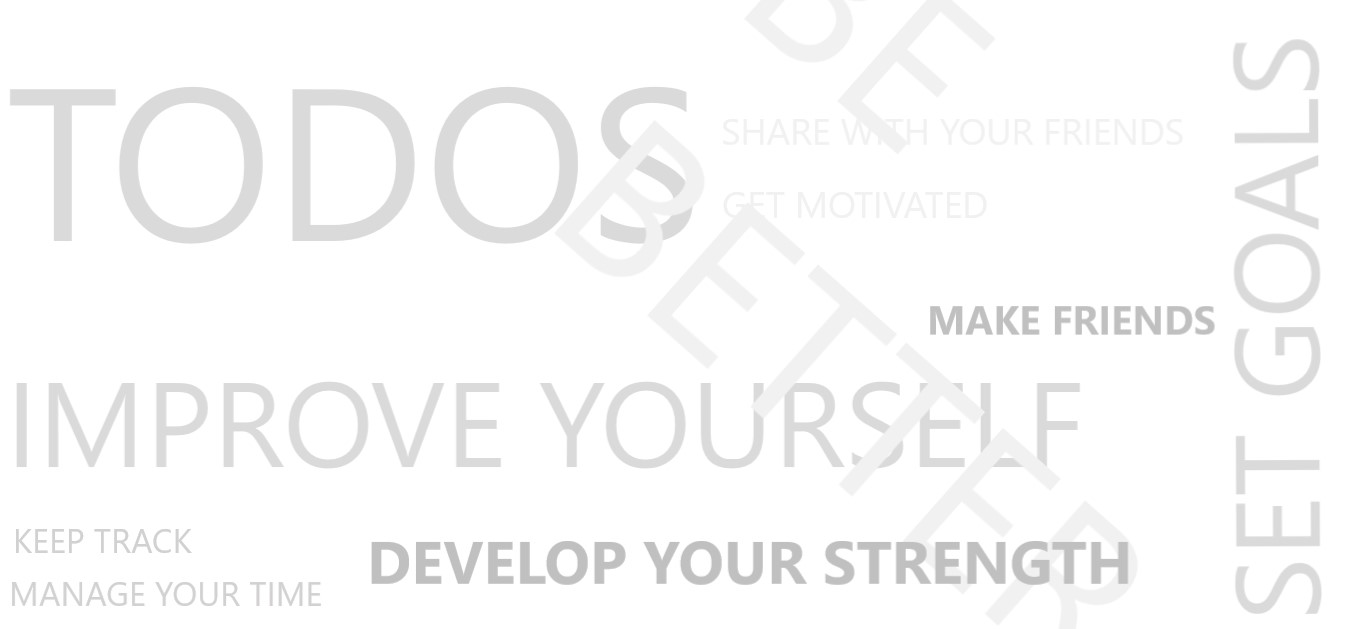 BE
TODOS
SHARE WITH YOUR FRIENDS
GET MOTIVATED
BETTER
SET GOALS
MAKE FRIENDS
IMPROVE YOURSELF
KEEP TRACK
DEVELOP YOUR STRENGTH
MANAGE YOUR TIME